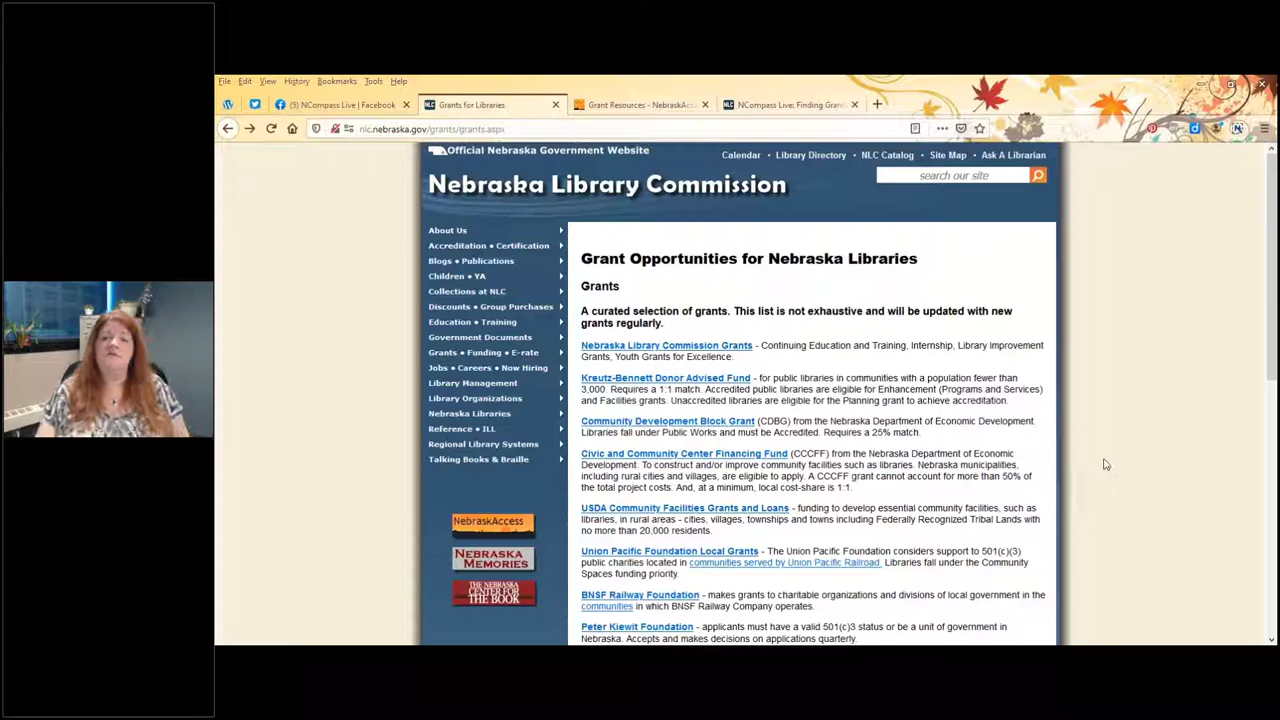 File Edit View History Bookmarks Tools Help
(5) NCompass Live | Facebook
Grants for Libraries
Grant Resources - NebraskAcc
NCompass Live: Finding Grant
nlc.nebraska.gov/grants/grants.aspx
Official Nebraska Government Website
Calendar • Library Directory • NLC Catalog • Site Map • Ask A Librarian
Nebraska Library Commission
search our site
About Us
Accreditation • Certification
Blogs • Publications
Children • YA
Collections at NLC
Discounts • Group Purchases
Education • Training
Government Documents
Grants • Funding • E-rate
Jobs • Careers • Now Hiring
Library Management
Library Organizations
Nebraska Libraries
Reference • ILL
Regional Library Systems
Talking Books & Braille
NebraskAccess
NEBRASKA
MEMORIES
THE NEBRASKA
CENTER FOR
THE BOOK
Grant Opportunities for Nebraska Libraries
Grants
A curated selection of grants. This list is not exhaustive and will be updated with new
grants regularly.
Nebraska Library Commission Grants - Continuing Education and Training, Internship, Library Improvement
Grants, Youth Grants for Excellence.
Kreutz-Bennett Donor Advised Fund - for public libraries in communities with a population fewer than
3,000. Requires a 1:1 match. Accredited public libraries are eligible for Enhancement (Programs and Services)
and Facilities grants. Unaccredited libraries are eligible for the Planning grant to achieve accreditation.
Community Development Block Grant (CDBG) from the Nebraska Department of Economic Development.
Libraries fall under Public Works and must be Accredited. Requires a 25% match.
Civic and Community Center Financing Fund (CCCFF) from the Nebraska Department of Economic
Development. To construct and/or improve community facilities such as libraries. Nebraska municipalities,
including rural cities and villages, are eligible to apply. A CCCFF grant cannot account for more than 50% of
the total project costs. And, at a minimum, local cost-share is 1:1.
USDA Community Facilities Grants and Loans - funding to develop essential community facilities, such as
libraries, in rural areas - cities, villages, townships and towns including Federally Recognized Tribal Lands with
no more than 20,000 residents.
Union Pacific Foundation Local Grants - The Union Pacific Foundation considers support to 501(c)(3)
public charities located in communities served by Union Pacific Railroad. Libraries fall under the Community
Spaces funding priority.
BNSF Railway Foundation - makes grants to charitable organizations and divisions of local government in the
communities in which BNSF Railway Company operates.
Peter Kiewit Foundation - applicants must have a valid 501(c)3 status or be a unit of government in
Nebraska. Accepts and makes decisions on applications quarterly.